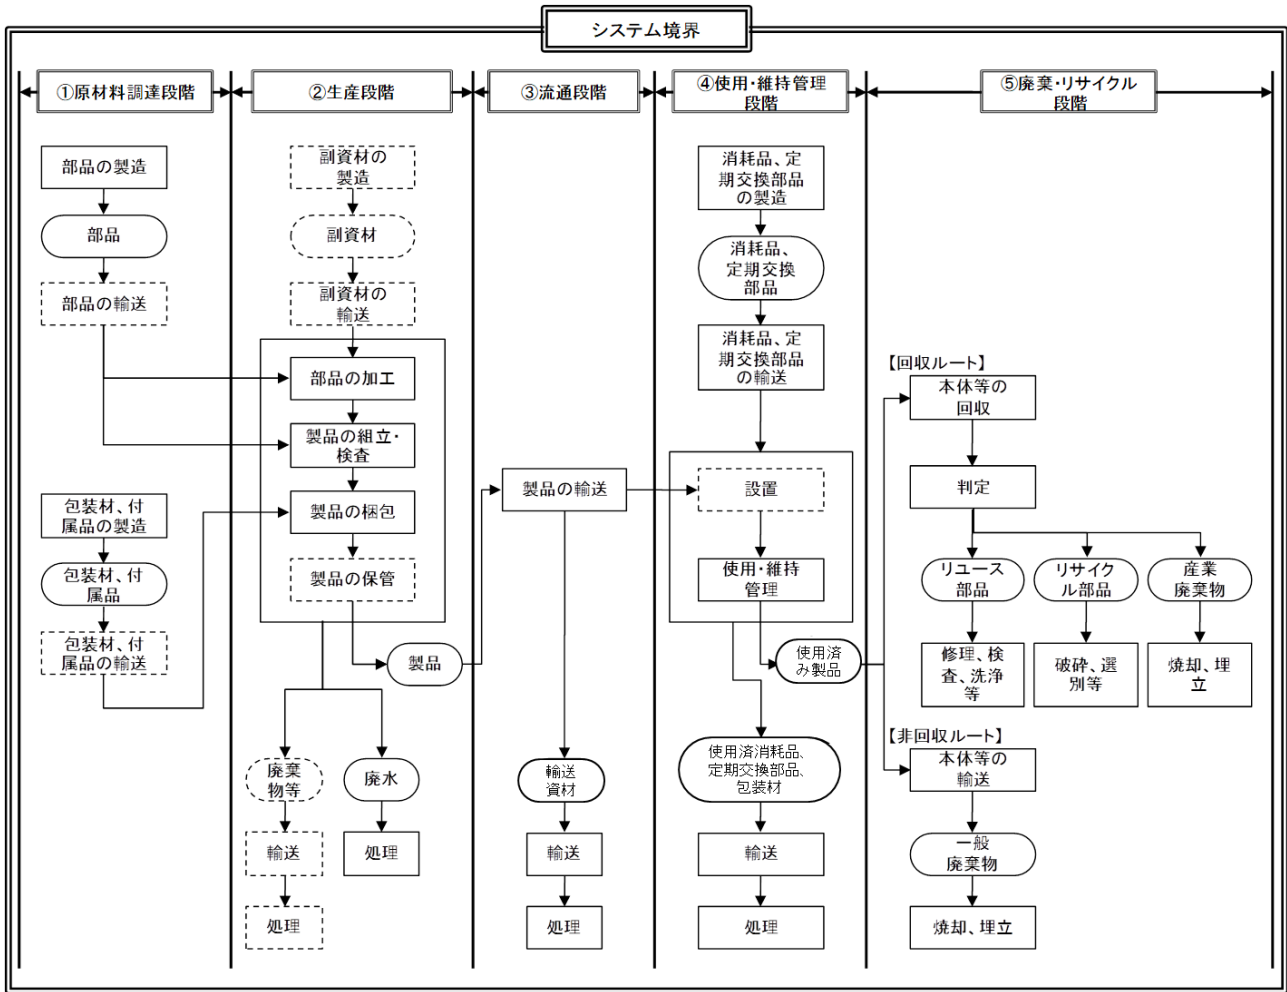 システム境界
①原材料調達段階
②生産段階
③流通段階
④使用・維持管理
段階
⑤廃棄・リサイクル
段階
部品の製造
部品
部品の輸送
包装材、付
属品の製造
包装材、付
属品
包装材、付
属品の輸送
副資材の
製造
副資材
副資材の
輸送
部品の加工
製品の組立・
検査
製品の梱包
製品の保管
製品
廃棄
物等
輸送
処理
廃水
処理
製品の輸送
輸送
資材
輸送
処理
消耗品、定
期交換部品
の製造
消耗品、
定期交換
部品
消耗品、定
期交換部品
の輸送
設置
使用・維持
管理
使用済
み製品
使用済消耗品、
定期交換部品、
包装材
輸送
処理
【回収ルート】
本体等の
回収
判定
リユース
部品
リサイク
ル部品
産業
廃棄物
修理、検
査、洗浄
等
破砕、選
別等
焼却、埋
立
【非回収ルート】
本体等の
輸送
一般
廃棄物
焼却、埋立